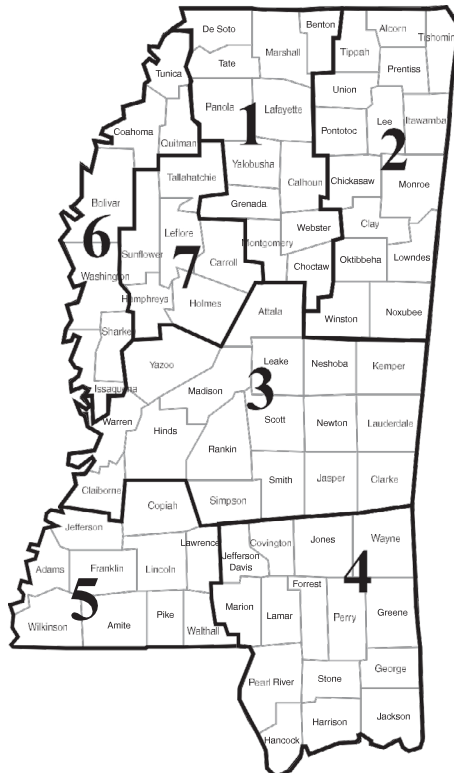 De Soto
Marshall
Benton
Tippah
Alcorn
Tishomin
Tate
Prentiss
Tunica
Union
Panola
Lafayette
1
Pontotoc
Lee
Itawamba
Coahoma
Quitman
2
Tallahatchie
Yalobusha
Calhoun
Chickasaw
Monroe
Bolivar
Grenada
Clay
6
Sunflower
Leflore
7
Carroll
Montgomery
Webster
Choctaw
Oktibbeha
Lowndes
Washington
Humphreys
Holmes
Attala
Winston
Noxubee
Sharke
Issaquena
Yazoo
Madison
3
Leake
Neshoba
Kemper
Warren
Hinds
Rankin
Scott
Newton
Lauderdale
Claiborne
Copiah
Simpson
Smith
Jasper
Clarke
Jefferson
Lawrence
Jefferson
Davis
Covington
Jones
Wayne
Adams
Franklin
Lincoln
5
4
Forrest
Wilkinson
Amite
Pike
Walthall
Marion
Lamar
Perry
Greene
Pearl River
Stone
George
Hancock
Harrison
Jackson